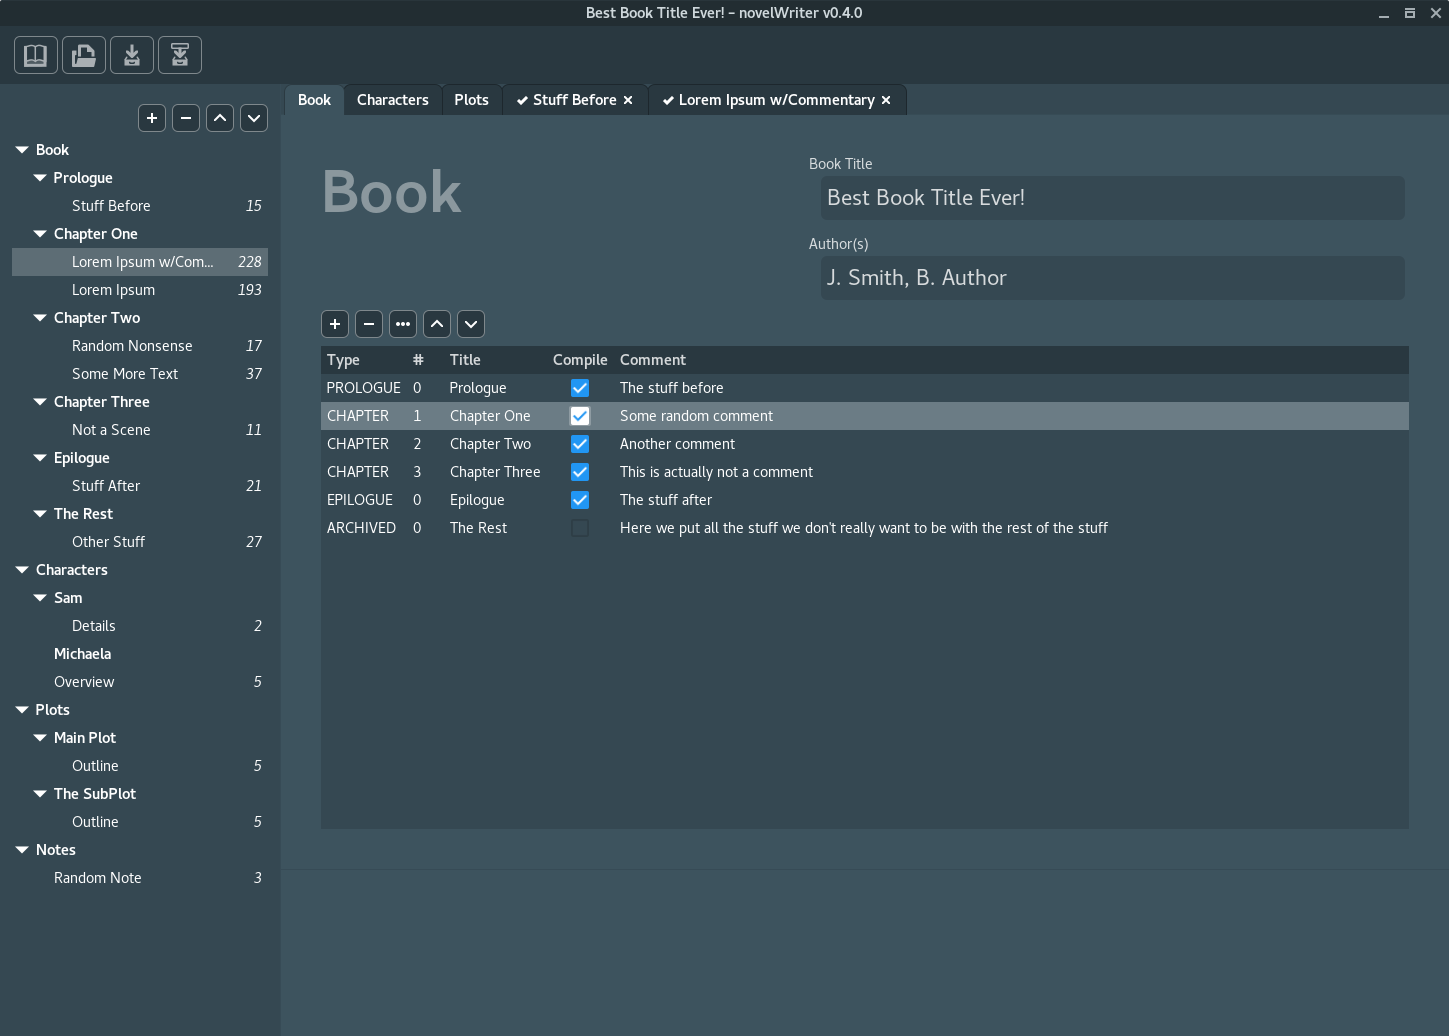 Best Book Title Ever! – novelWriter v0.4.0
Book
Characters
Plots
Stuff Before
Lorem Ipsum w/Commentary
Book
Prologue
Stuff Before 15
Chapter One
Lorem Ipsum w/Com... 228
Lorem Ipsum 193
Chapter Two
Random Nonsense 17
Some More Text 37
Chapter Three
Not a Scene 11
Epilogue
Stuff After 21
The Rest
Other Stuff 27
Characters
Sam
Details 2
Michaela
Overview 5
Plots
Main Plot
Outline 5
The SubPlot
Outline 5
Notes
Random Note 3
Book
Book Title
Best Book Title Ever!
Author(s)
J. Smith, B. Author
Type # Title Compile Comment
PROLOGUE 0 Prologue The stuff before
CHAPTER 1 Chapter One Some random comment
CHAPTER 2 Chapter Two Another comment
CHAPTER 3 Chapter Three This is actually not a comment
EPILOGUE 0 Epilogue The stuff after
ARCHIVED 0 The Rest Here we put all the stuff we don't really want to be with the rest of the stuff